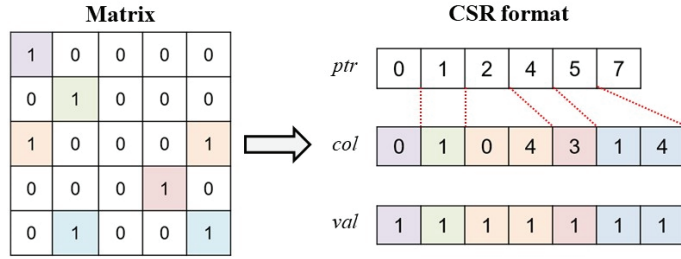 Matrix
1 0 0 0 0
0 1 0 0 0
1 0 0 0 1
0 0 0 1 0
0 1 0 0 1
CSR format
ptr 0 1 2 4 5 7
col 0 1 0 4 3 1 4
val 1 1 1 1 1 1 1